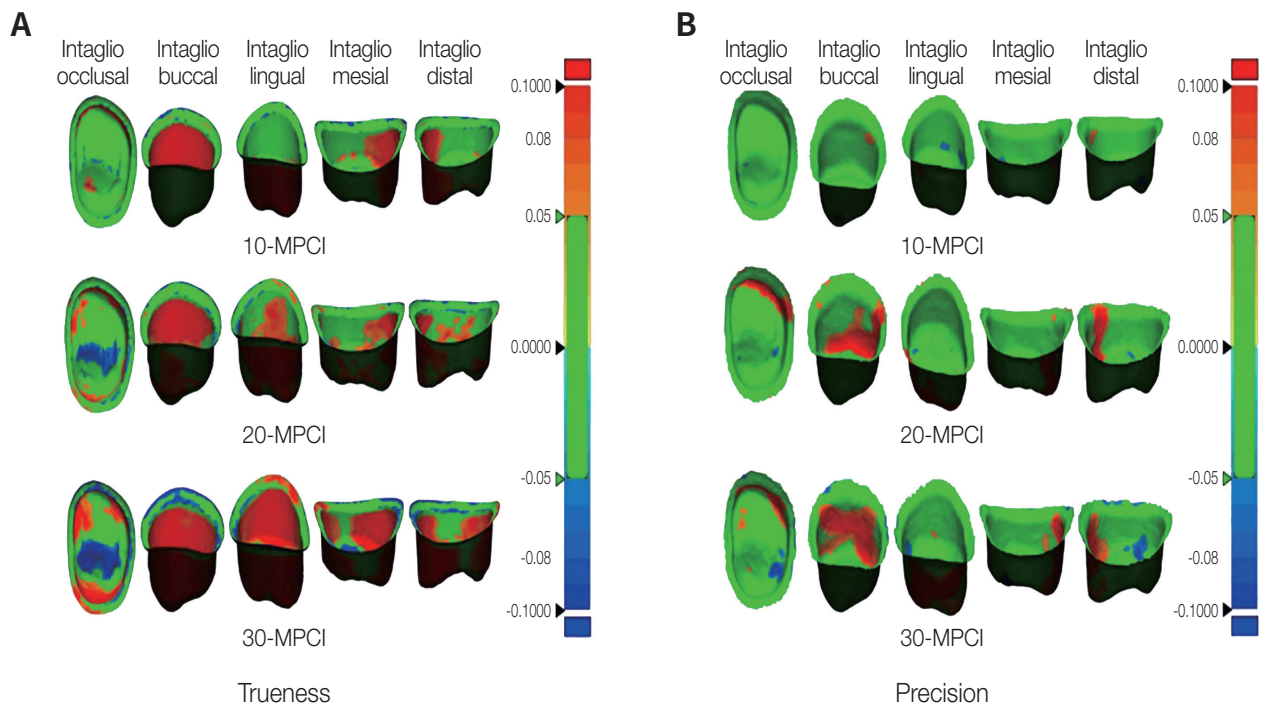 A
Intaglio occlusal
Intaglio buccal
Intaglio lingual
Intaglio mesial
Intaglio distal
10-MPCI
20-MPCI
30-MPCI
0.1000
0.08
0.05
0.0000
-0.05
-0.08
-0.1000
Trueness
B
Intaglio occlusal
Intaglio buccal
Intaglio lingual
Intaglio mesial
Intaglio distal
10-MPCI
20-MPCI
30-MPCI
0.1000
0.08
0.05
0.0000
-0.05
-0.08
-0.1000
Precision